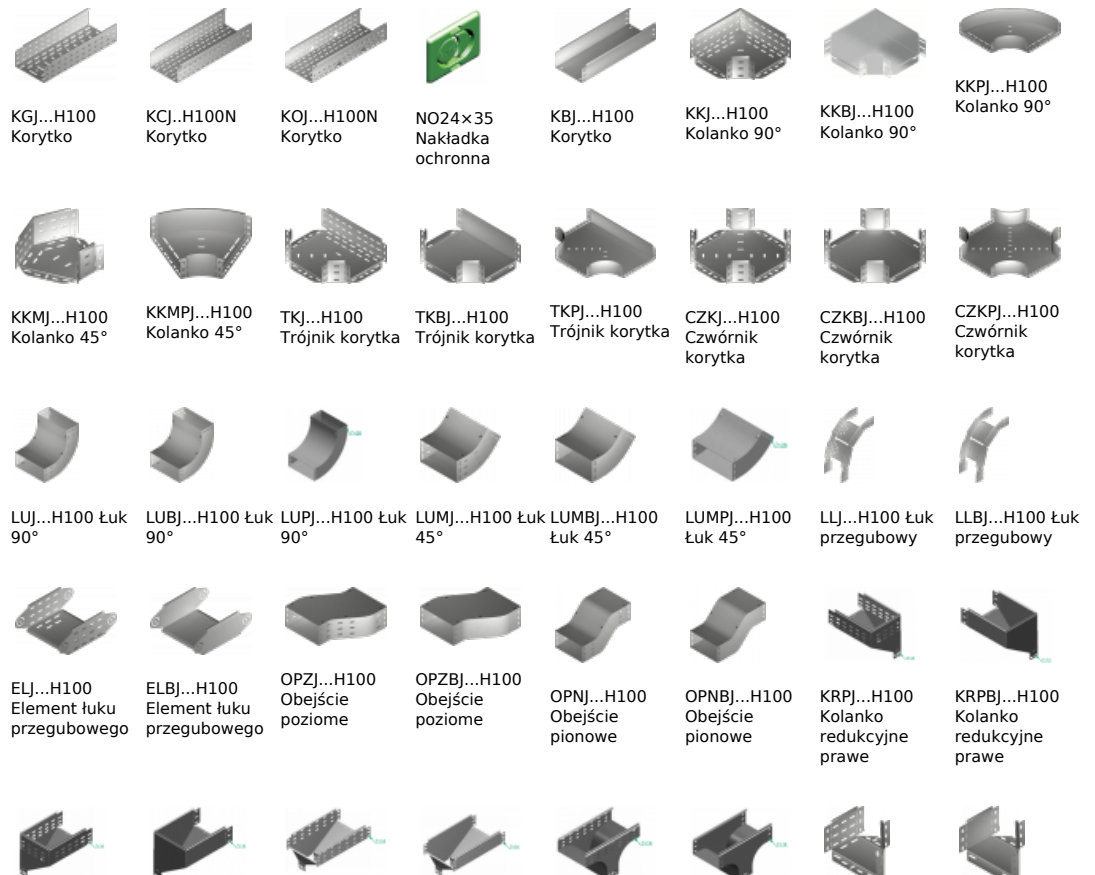 KGJ...H100
Korytko
KCJ..H100N
Korytko
KOJ...H100N
Korytko
NO24×35
Nakładka
ochronna
KBJ...H100
Korytko
KKJ...H100
Kolanko 90°
KKBJ...H100
Kolanko 90°
KKPJ...H100
Kolanko 90°
KKMJ...H100
Kolanko 45°
KKMPJ...H100
Kolanko 45°
TKJ...H100
Trójnik korytka
TKBJ...H100
Trójnik korytka
TKPJ...H100
Trójnik korytka
CZKJ...H100
Czwórnik
korytka
CZKBJ...H100
Czwórnik
korytka
CZKPJ...H100
Czwórnik
korytka
LUJ...H100 Łuk
90°
LUBJ...H100 Łuk
90°
LUPJ...H100 Łuk
90°
LUMJ...H100 Łuk
45°
LUMBJ...H100
Łuk 45°
LUMPJ...H100
Łuk 45°
LLJ...H100 Łuk
przegubowy
LLBJ...H100 Łuk
przegubowy
ELJ...H100
Element łuku
przegubowego
ELBJ...H100
Element łuku
przegubowego
OPZJ...H100
Obejście
poziome
OPZBJ...H100
Obejście
poziome
OPNJ...H100
Obejście
pionowe
OPNBJ...H100
Obejście
pionowe
KRPJ...H100
Kolanko
redukcyjne
prawe
KRPBJ...H100
Kolanko
redukcyjne
prawe